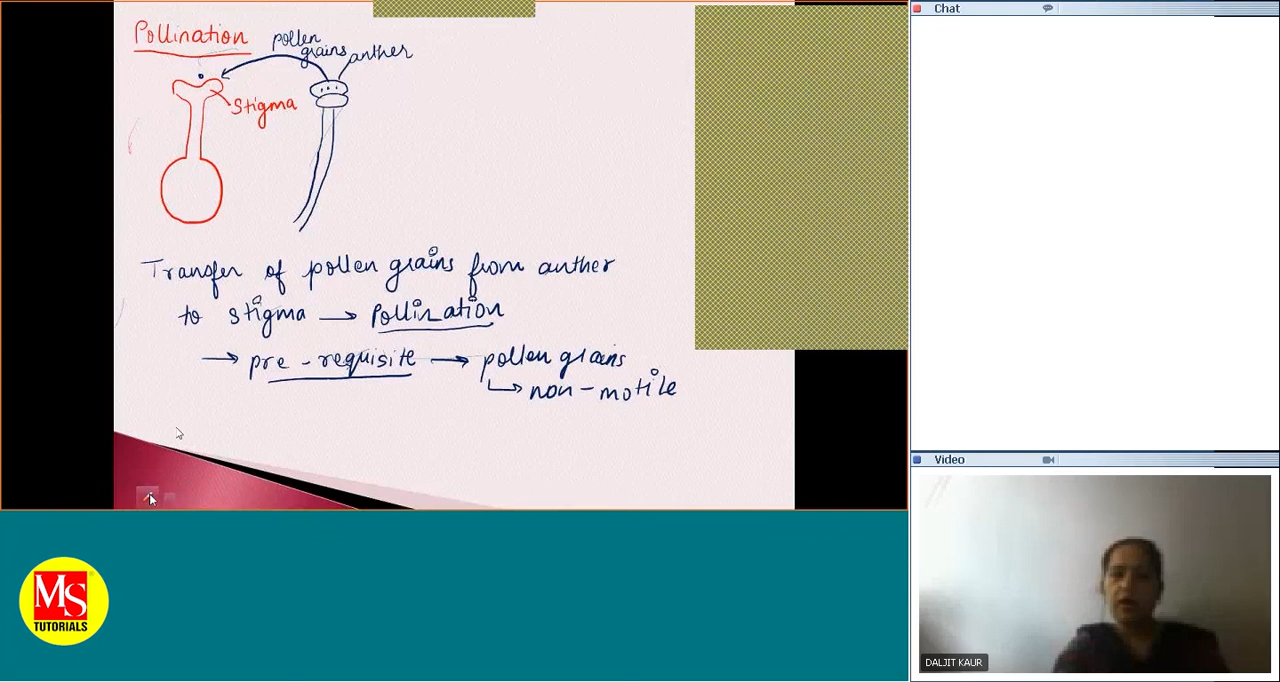 Pollination
pollen
grains
anther
Stigma
Transfer of pollen grains from anther
to stigma → Pollination
→ pre-requisite → pollen grains
↳ non-motile
Chat
Video
DALJIT KAUR
MS
TUTORIALS